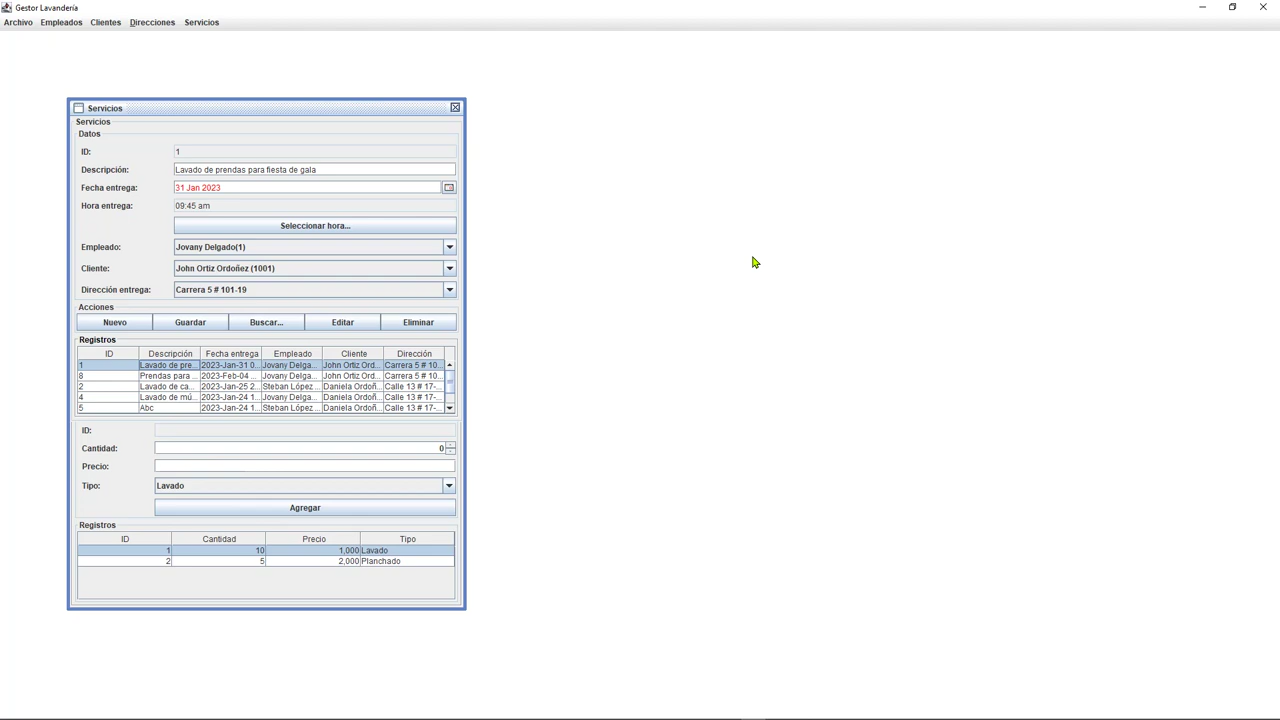 Gestor Lavandería
Archivo Empleados Clientes Direcciones Servicios
Servicios
Servicios
Datos
ID: 1
Descripción: Lavado de prendas para fiesta de gala
Fecha entrega: 31 Jan 2023
Hora entrega: 09:45 am
Seleccionar hora...
Empleado: Jovany Delgado(1)
Cliente: John Ortiz Ordoñez (1001)
Dirección entrega: Carrera 5 # 101-19
Acciones
Nuevo Guardar Buscar... Editar Eliminar
Registros
ID Descripción Fecha entrega Empleado Cliente Dirección
1 Lavado de pre... 2023-Jan-31 0... Jovany Delga... John Ortiz Ord... Carrera 5 # 10...
8 Prendas para ... 2023-Feb-04 ... Jovany Delga... John Ortiz Ord... Carrera 5 # 10...
2 Lavado de ca... 2023-Jan-25 2... Steban López ... Daniela Ordoñ... Calle 13 # 17-...
4 Lavado de mú... 2023-Jan-24 1... Jovany Delga... Daniela Ordoñ... Calle 13 # 17-...
5 Abc 2023-Jan-24 1... Steban López ... Daniela Ordoñ... Calle 13 # 17-...
ID:
Cantidad: 0
Precio:
Tipo: Lavado
Agregar
Registros
ID Cantidad Precio Tipo
1 10 1,000 Lavado
2 5 2,000 Planchado